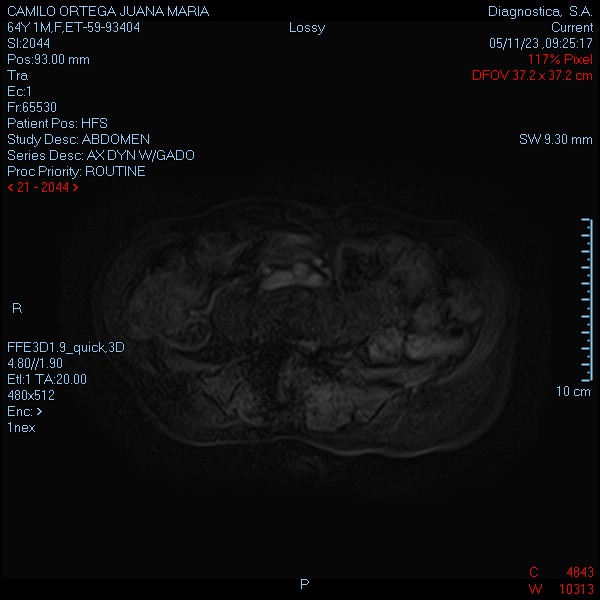 CAMILO ORTEGA JUANA MARIA
64Y 1M,F,ET-59-93404
Sl:2044
Pos:93.00 mm
Tra
Ec:1
Fr:65530
Patient Pos: HFS
Study Desc: ABDOMEN
Series Desc: AX DYN W/GADO
Proc Priority: ROUTINE
< 21 - 2044 >
Lossy
Diagnostica, S.A.
Current
05/11/23 ,09:25:17
117% Pixel
DFOV 37.2 x 37.2 cm
SW 9.30 mm
R
FFE3D1.9_quick,3D
4.80//1.90
Etl:1 TA:20.00
480x512
Enc: >
1nex
10 cm
P
C 4843
W 10313